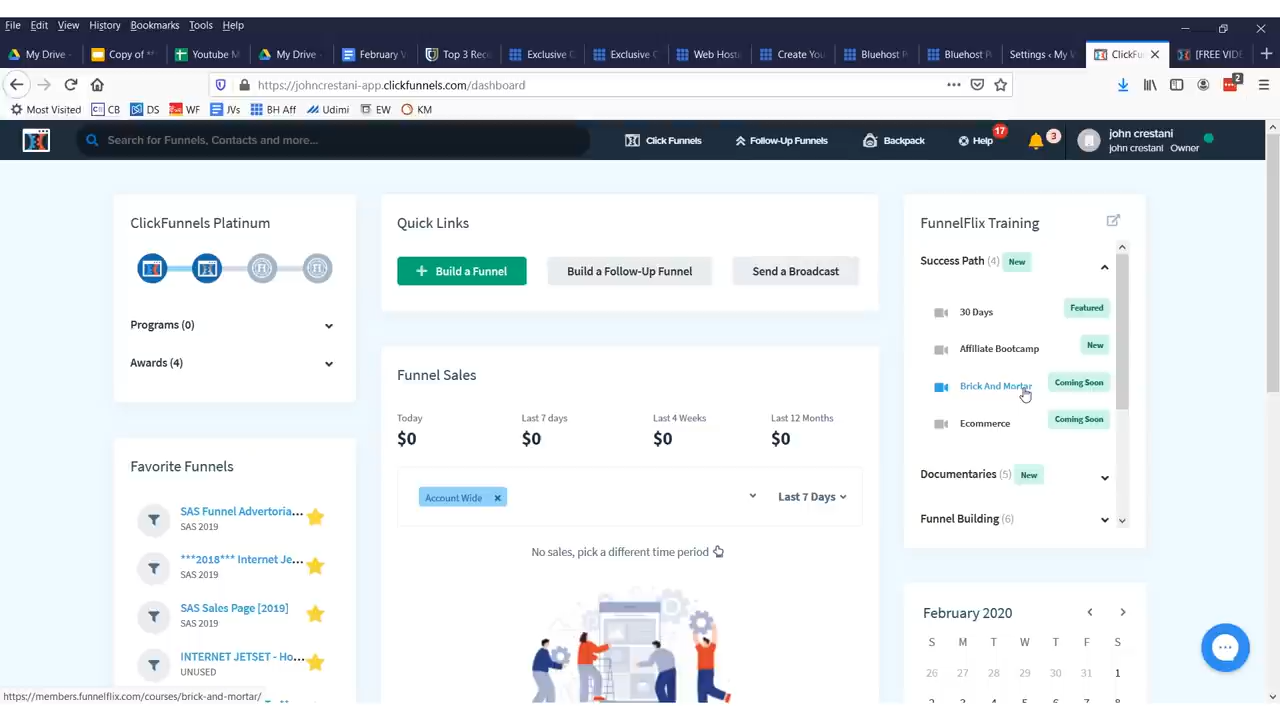 File Edit View History Bookmarks Tools Help
My Drive - Copy of ** Youtube M My Drive - February V Top 3 Rec Exclusive C Exclusive C Web Host Create You Bluehost P Bluehost P Settings ‹ My W ClickFu [FREE VIDE
https://johncrestani-app.clickfunnels.com/dashboard
2
Most Visited CB DS WF JVs BH Aff Udimi EW KM
Search for Funnels, Contacts and more...
Click Funnels
Follow-Up Funnels
Backpack
Help
17
3
john crestani
john crestani Owner
ClickFunnels Platinum
Programs (0)
Awards (4)
Favorite Funnels
SAS Funnel Advertoria...
SAS 2019
***2018*** Internet Je...
SAS 2019
SAS Sales Page [2019]
SAS 2019
INTERNET JETSET - Ho...
UNUSED
Quick Links
+ Build a Funnel
Build a Follow-Up Funnel
Send a Broadcast
Funnel Sales
Today Last 7 days Last 4 Weeks Last 12 Months
$0 $0 $0 $0
Account Wide ×
Last 7 Days
No sales, pick a different time period
FunnelFlix Training
Success Path (4) New
30 Days Featured
Affiliate Bootcamp New
Brick And Mortar Coming Soon
Ecommerce Coming Soon
Documentaries (5) New
Funnel Building (6)
February 2020
S M T W T F S
26 27 28 29 30 31 1
https://members.funnelflix.com/courses/brick-and-mortar/